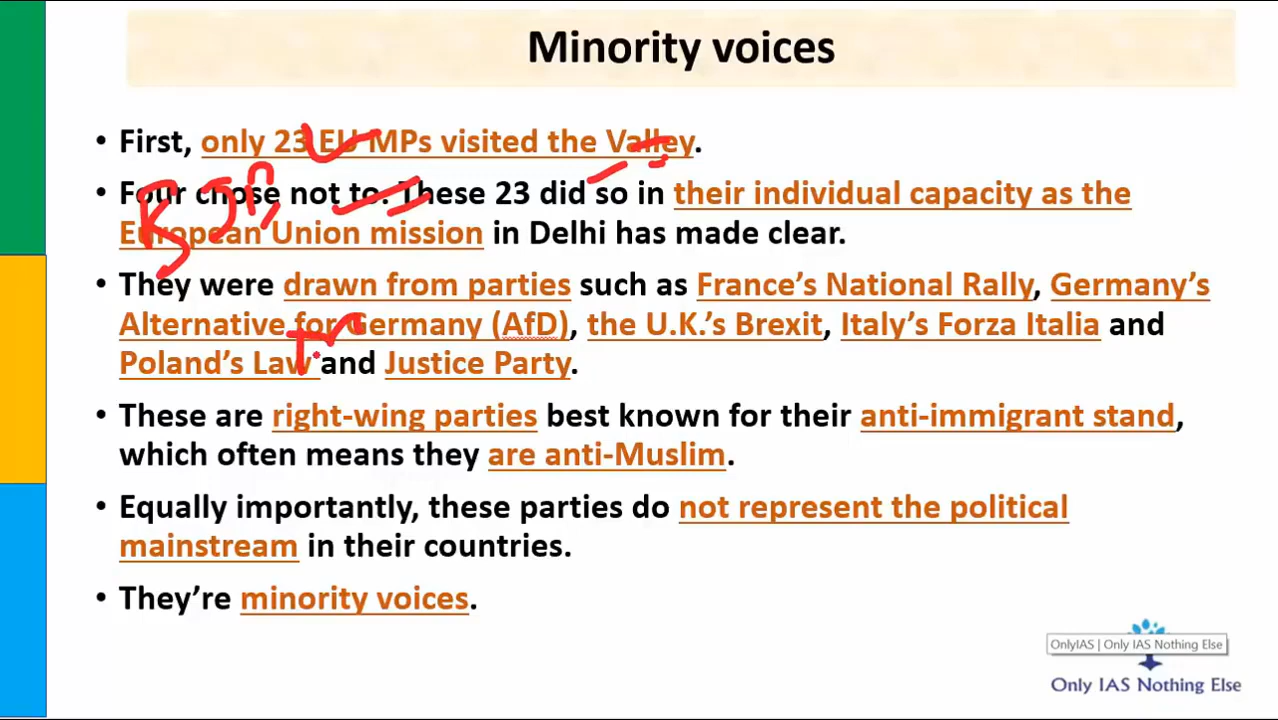 Minority voices
• First, only 23 EU MPs visited the Valley.
• Four chose not to. These 23 did so in their individual capacity as the
European Union mission in Delhi has made clear.
• They were drawn from parties such as France’s National Rally, Germany’s
Alternative for Germany (AfD), the U.K.’s Brexit, Italy’s Forza Italia and
Poland’s Law and Justice Party.
• These are right-wing parties best known for their anti-immigrant stand,
which often means they are anti-Muslim.
• Equally importantly, these parties do not represent the political
mainstream in their countries.
• They’re minority voices.
OnlyIAS | Only IAS Nothing Else
Only IAS Nothing Else